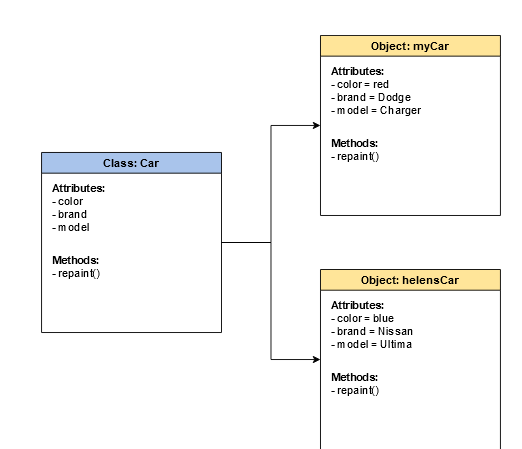 Class: Car
Attributes:
- color
- brand
- model
Methods:
- repaint()
Object: myCar
Attributes:
- color = red
- brand = Dodge
- model = Charger
Methods:
- repaint()
Object: helensCar
Attributes:
- color = blue
- brand = Nissan
- model = Ultima
Methods:
- repaint()